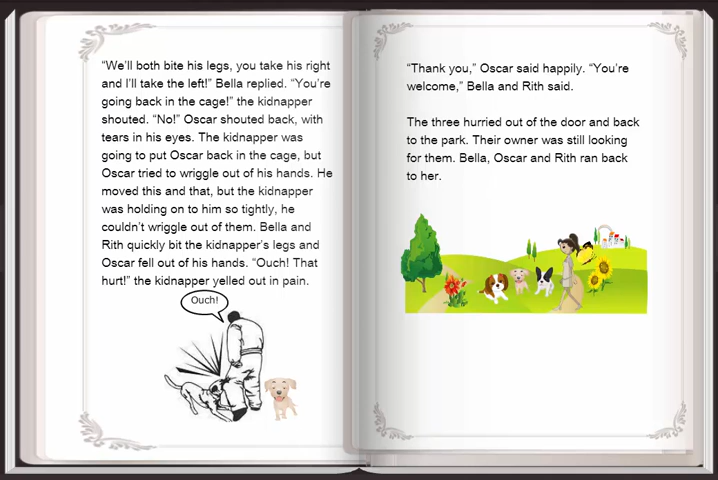 “We’ll both bite his legs, you take his right
and I’ll take the left!” Bella replied. “You’re
going back in the cage!” the kidnapper
shouted. “No!” Oscar shouted back, with
tears in his eyes. The kidnapper was
going to put Oscar back in the cage, but
Oscar tried to wriggle out of his hands. He
moved this and that, but the kidnapper
was holding on to him so tightly, he
couldn’t wriggle out of them. Bella and
Rith quickly bit the kidnapper’s legs and
Oscar fell out of his hands. “Ouch! That
hurt!” the kidnapper yelled out in pain.
Ouch!
“Thank you,” Oscar said happily. “You’re
welcome,” Bella and Rith said.
The three hurried out of the door and back
to the park. Their owner was still looking
for them. Bella, Oscar and Rith ran back
to her.